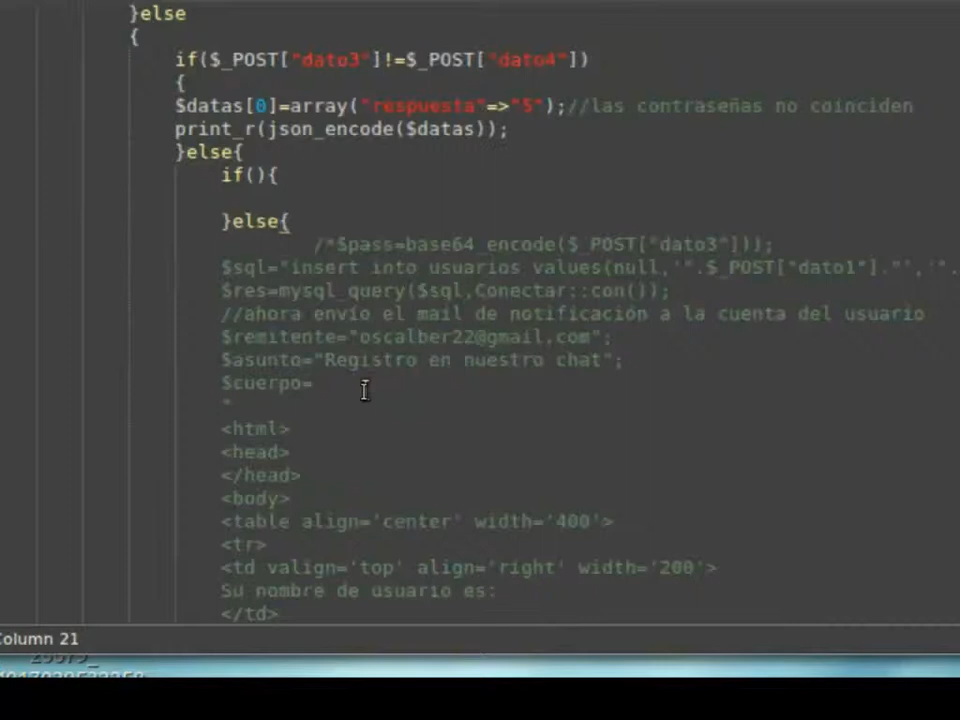 }else
{
if($_POST["dato3"]!=$_POST["dato4"])
{
$datas[0]=array("respuesta"=>"5");//las contraseñas no coinciden
print_r(json_encode($datas));
}else{
if(){
}else{
/*$pass=base64_encode($_POST["dato3"]));
$sql="insert into usuarios values(null,'".$_POST["dato1"]."','".
$res=mysql_query($sql,Conectar::con());
//ahora envío el mail de notificación a la cuenta del usuario
$remitente="oscalber22@gmail.com";
$asunto="Registro en nuestro chat";
$cuerpo=
"
<html>
<head>
</head>
<body>
<table align='center' width='400'>
<tr>
<td valign='top' align='right' width='200'>
Su nombre de usuario es:
</td>
Column 21